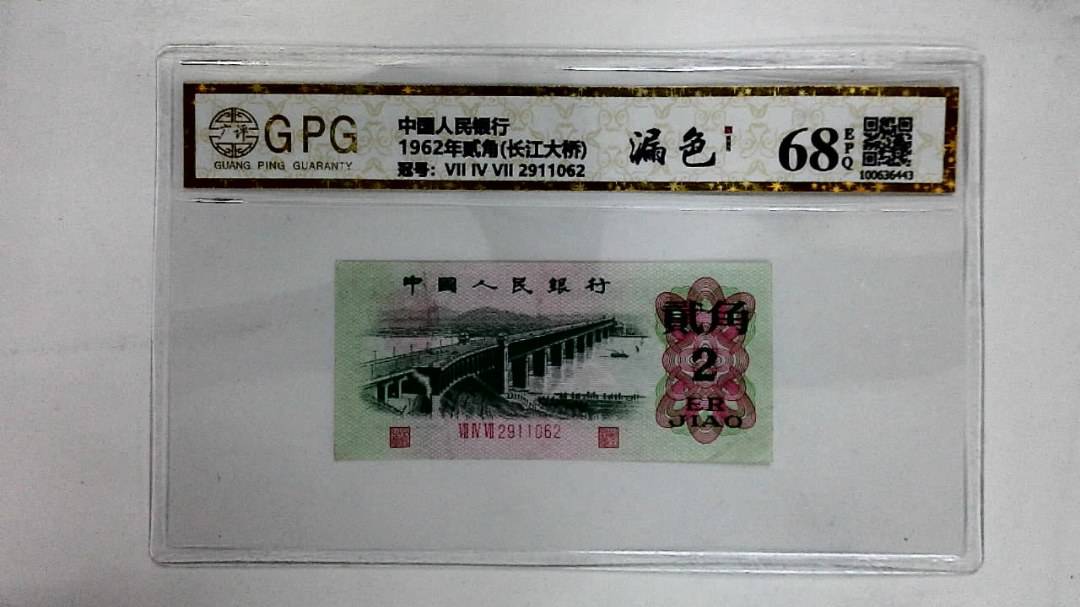 广评
GPG
GUANG PING GUARANTY
中国人民银行
1962年贰角(长江大桥)
冠号: VII IV VII 2911062
漏色
68
EPQ
100636443
中國人民銀行
貳角
2
ER
JIAO
VII IV VII 2911062